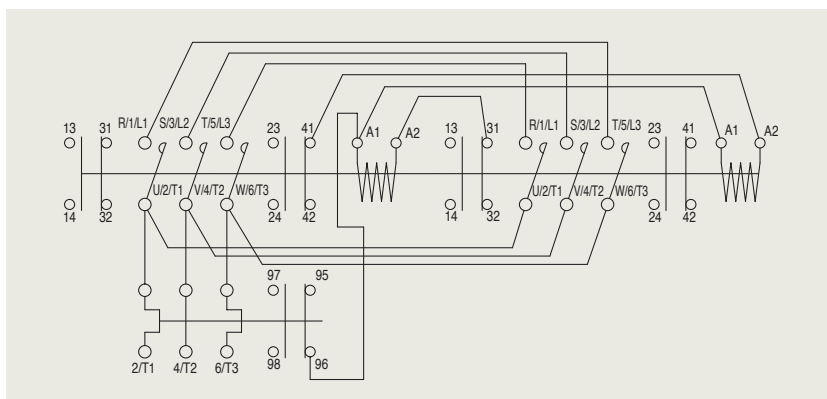 13 31 R/1/L1 S/3/L2 T/5/L3 23 41 A1 A2 13 31 R/1/L1 S/3/L2 T/5/L3 23 41 A1 A2
14 32 U/2/T1 V/4/T2 W/6/T3 24 42 14 32 U/2/T1 V/4/T2 W/6/T3 24 42
97 95
2/T1 4/T2 6/T3 98 96